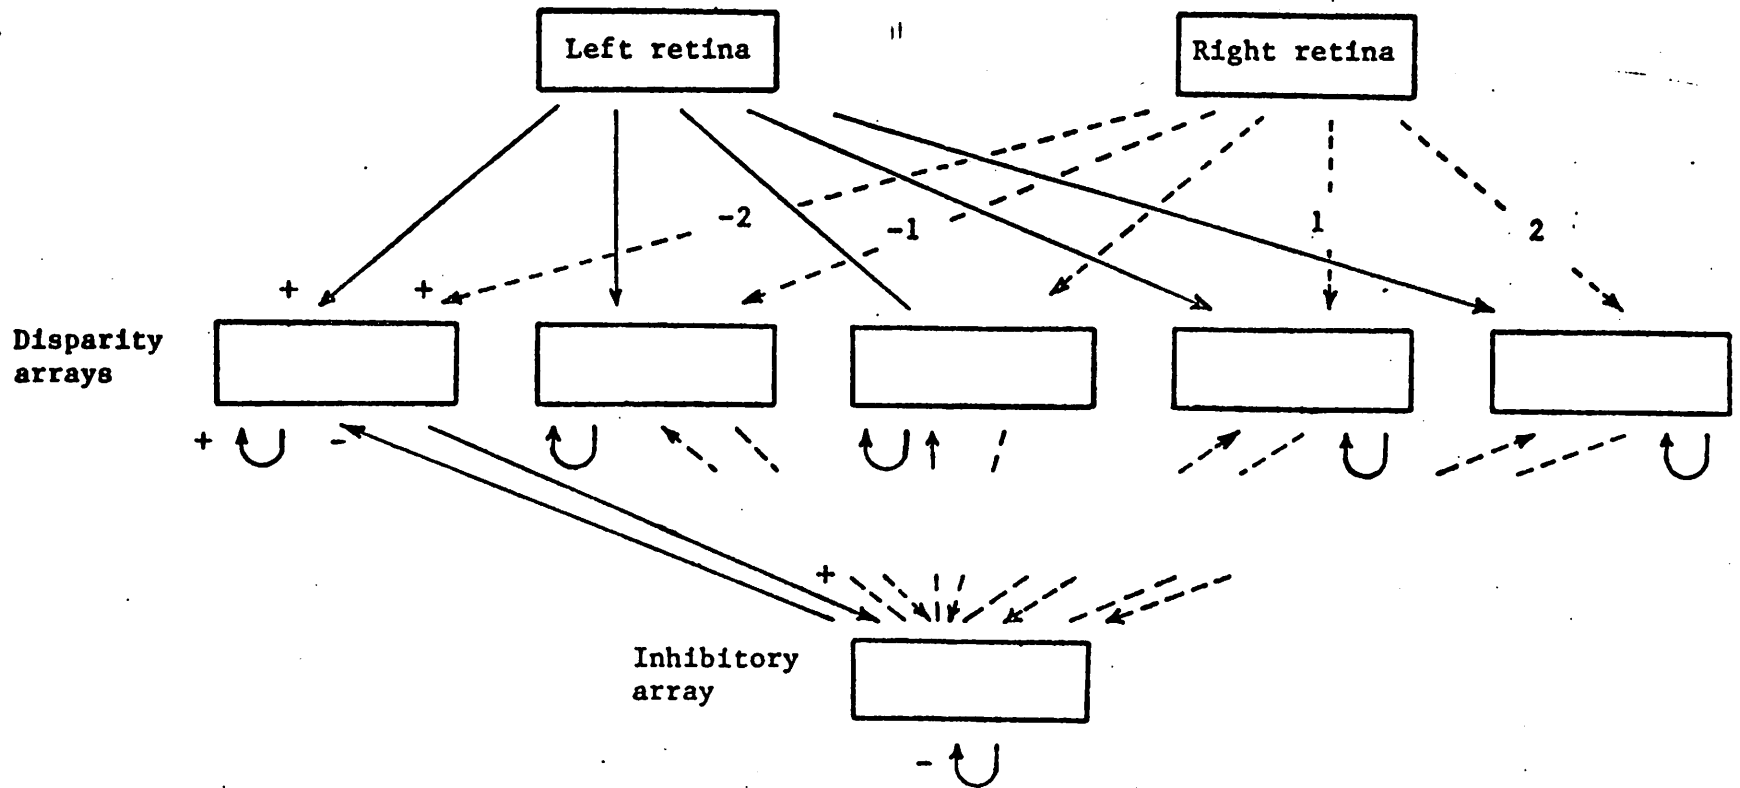 Left retina
Right retina
-2
-1
1
2
+
+
Disparity
arrays
+
-
+
Inhibitory
array
-